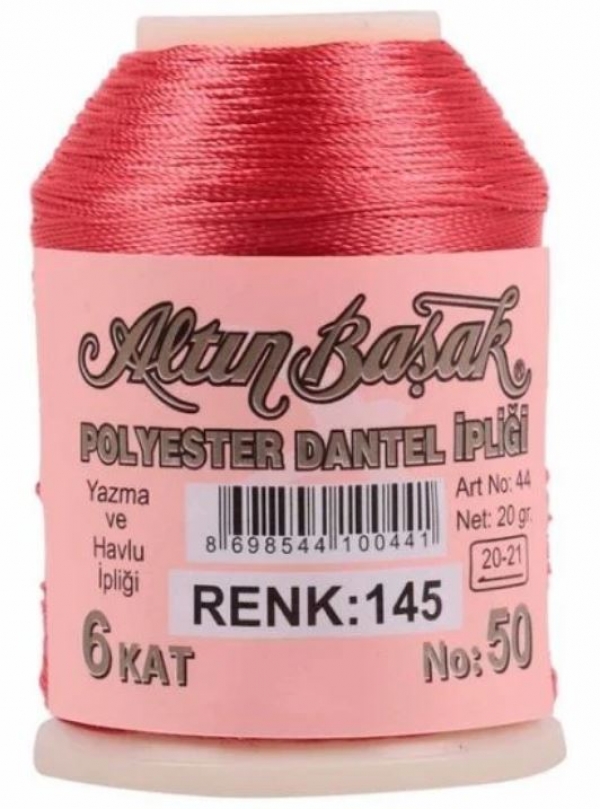 Altın Başak®
POLYESTER DANTEL İPLİĞİ
Yazma
ve
Havlu
İpliği
8 698544 100441
Art No: 44
Net: 20 gr.
20-21
RENK:145
6 KAT
No: 50